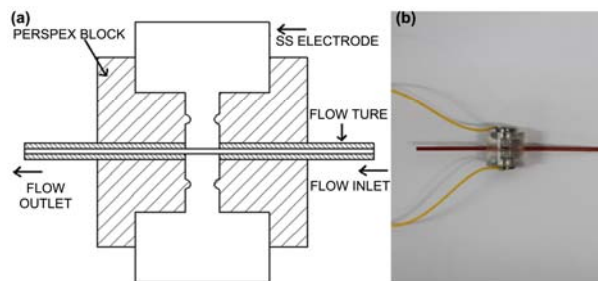 (a)
PERSPEX BLOCK
SS ELECTRODE
FLOW TURE
FLOW
OUTLET
FLOW INLET
(b)